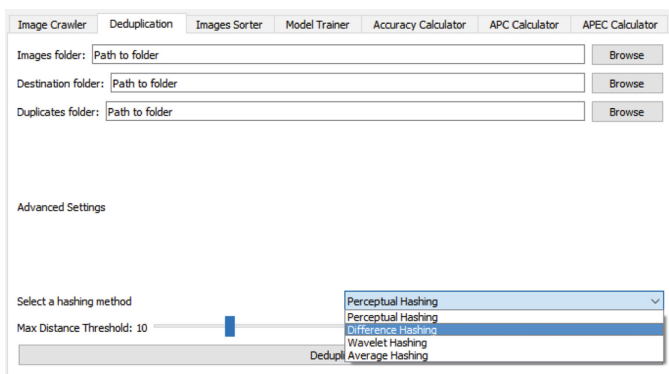 Image Crawler Deduplication Images Sorter Model Trainer Accuracy Calculator APC Calculator APEC Calculator
Images folder: Path to folder Browse
Destination folder: Path to folder Browse
Duplicates folder: Path to folder Browse
Advanced Settings
Select a hashing method Perceptual Hashing
Perceptual Hashing
Max Distance Threshold: 10 Difference Hashing
Wavelet Hashing
Average Hashing